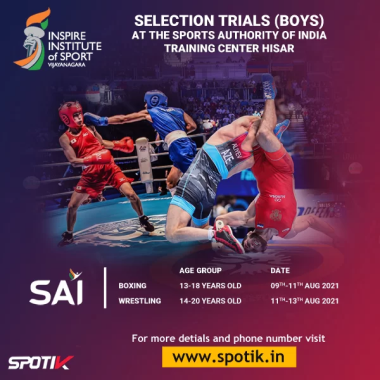 INSPIRE
INSTITUTE
of SPORT
VIJAYANAGARA
SELECTION TRIALS (BOYS)
AT THE SPORTS AUTHORITY OF INDIA
TRAINING CENTER HISAR
SAI
AGE GROUP DATE
BOXING 13-18 YEARS OLD 09TH-11TH AUG 2021
WRESTLING 14-20 YEARS OLD 11TH-13TH AUG 2021
For more detials and phone number visit
www.spotik.in
SPOTIK